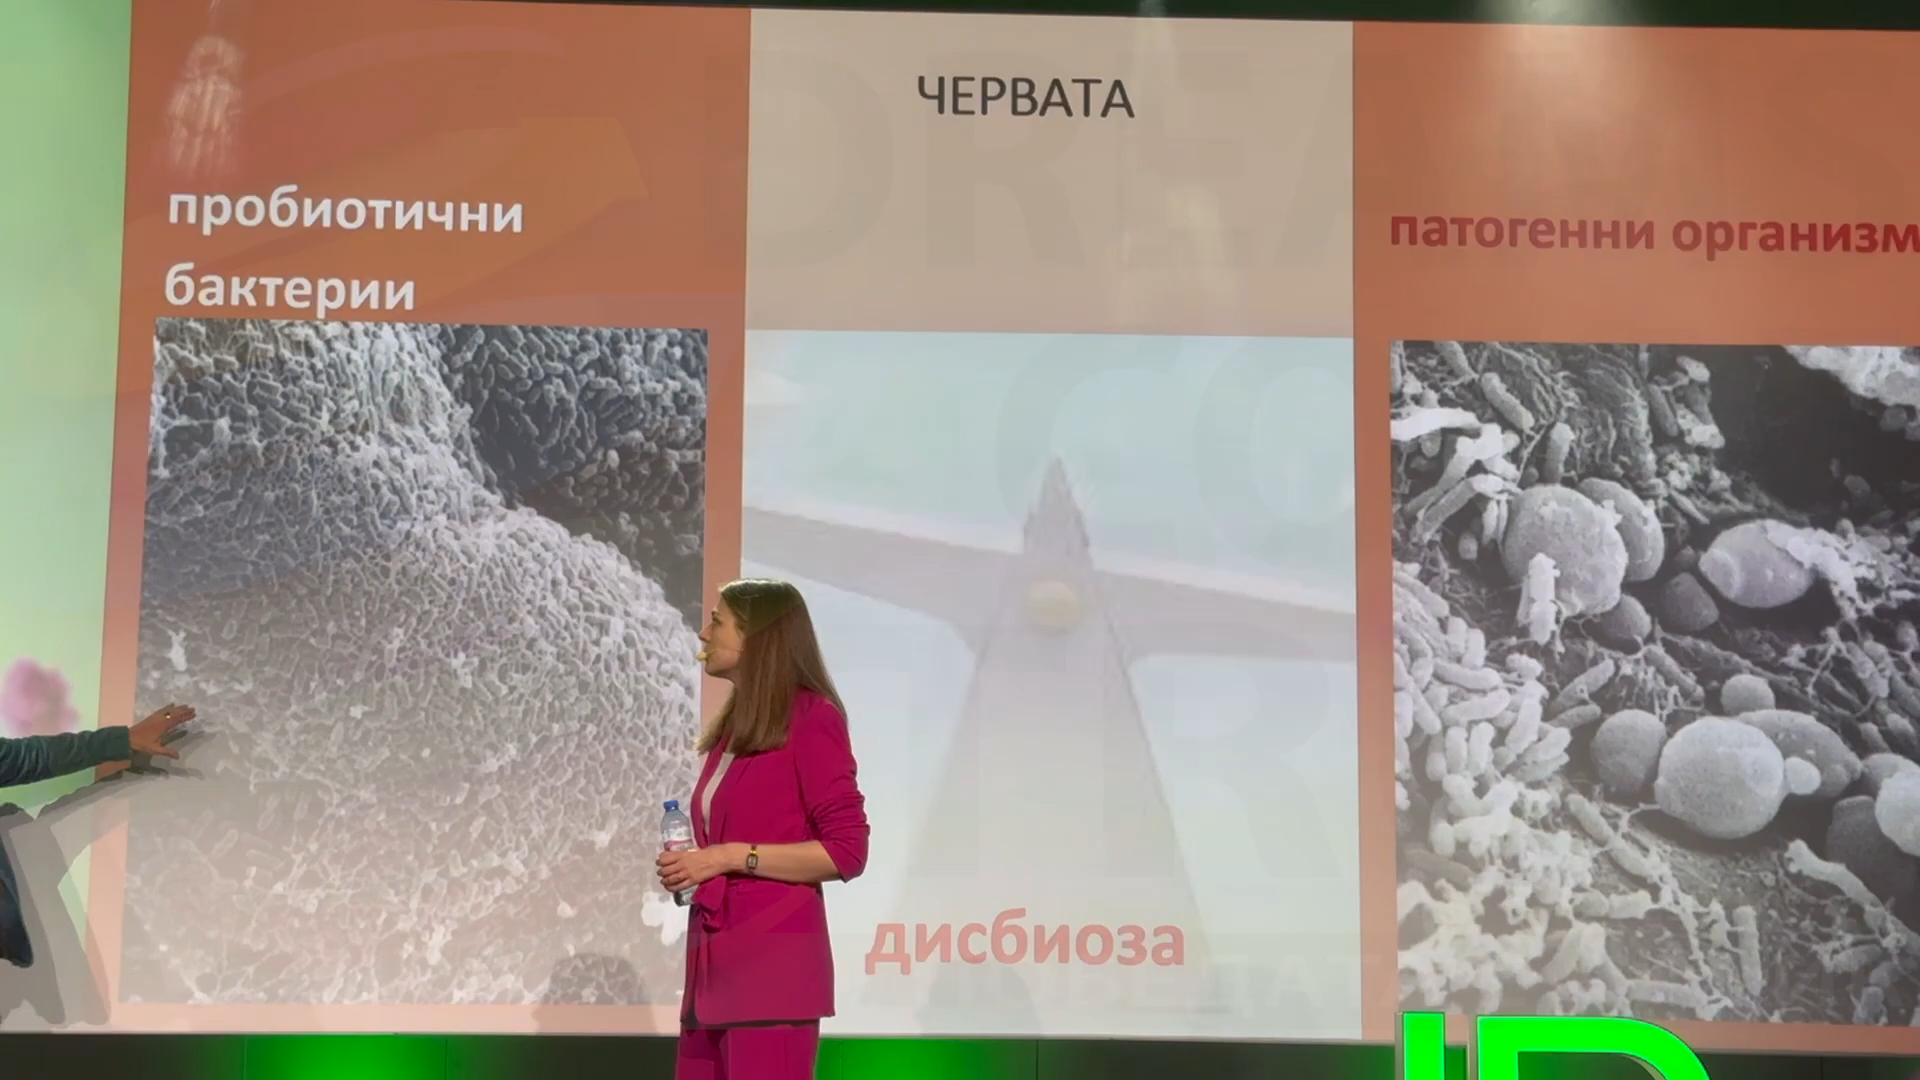 ЧЕРВАТА
пробиотични
бактерии
патогенни организм
дисбиоза